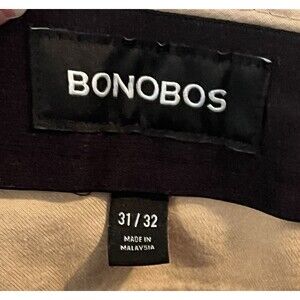 BONOBOS
31 / 32
MADE IN
MALAYSIA